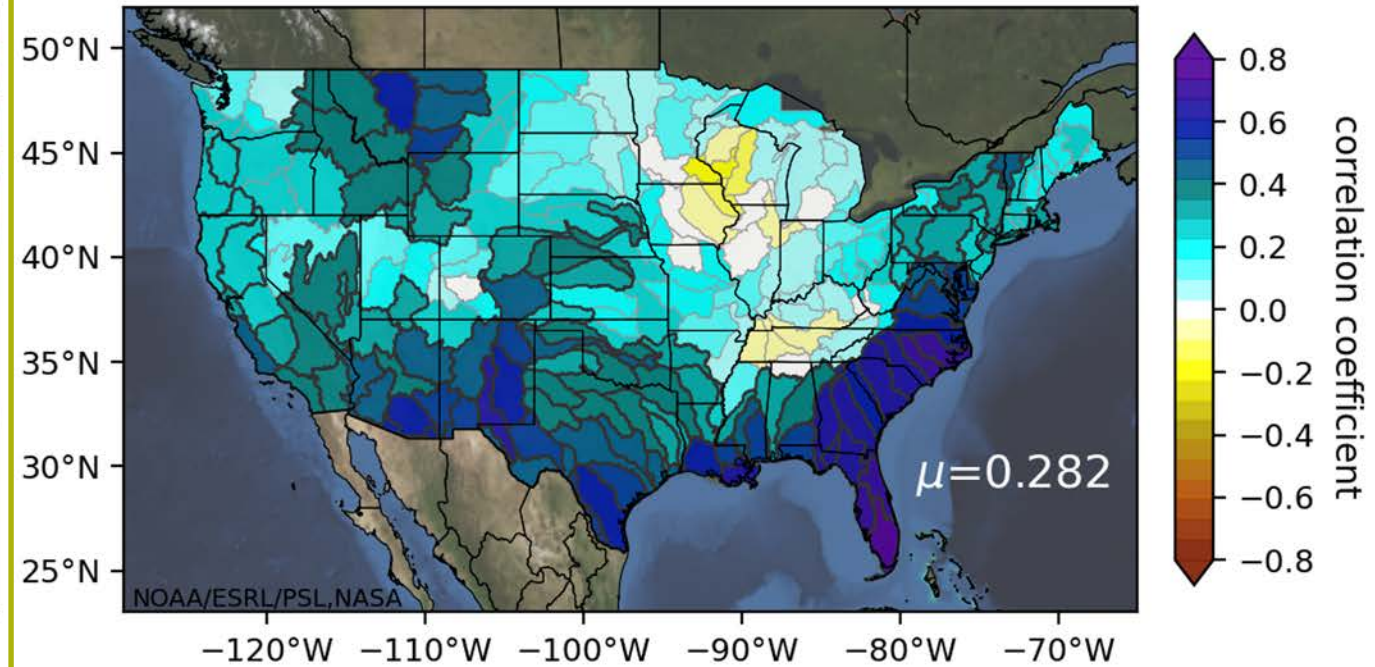 50°N
45°N
40°N
35°N
30°N
25°N
−120°W
−110°W
−100°W
−90°W
−80°W
−70°W
μ=0.282
NOAA/ESRL/PSL,NASA
0.8
0.6
0.4
0.2
0.0
−0.2
−0.4
−0.6
−0.8
correlation coefficient